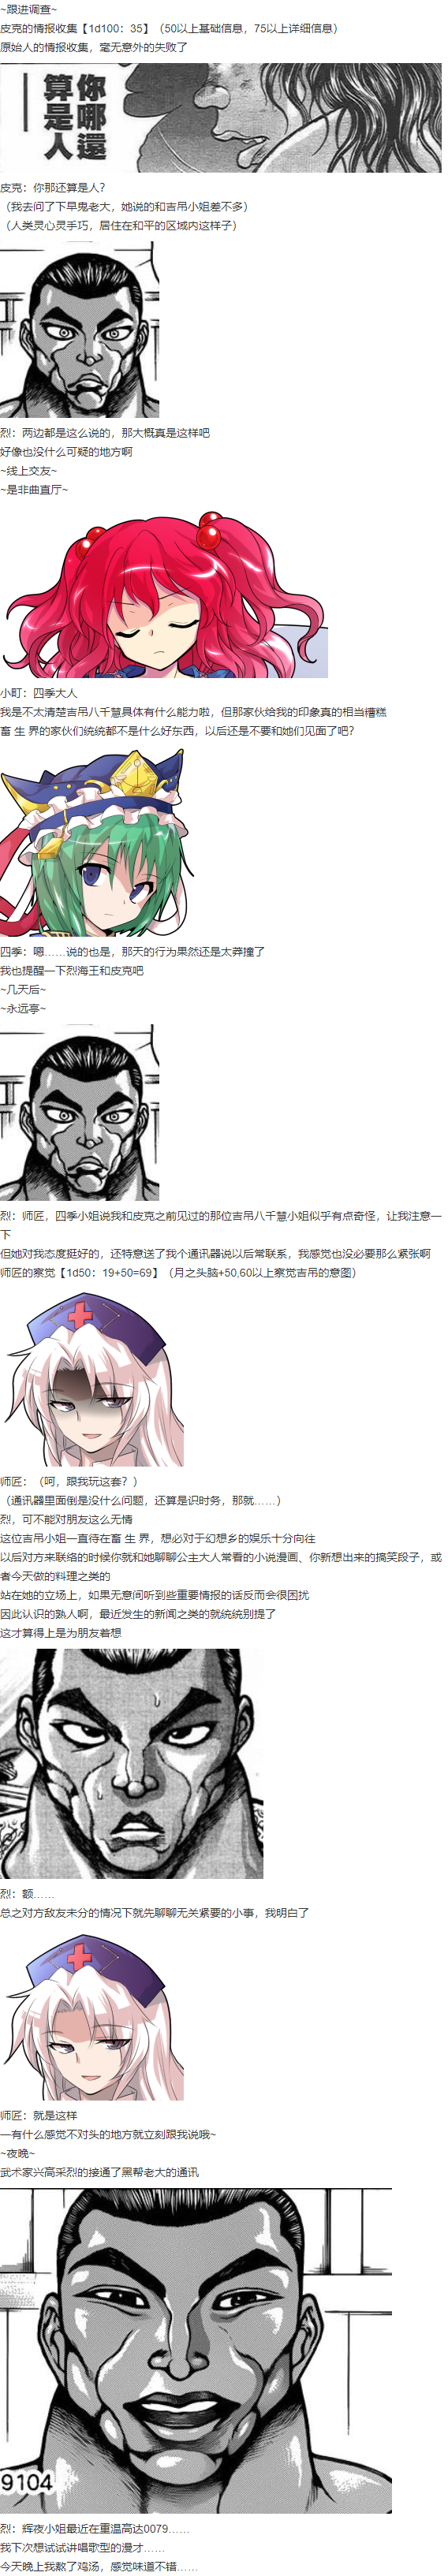 ~跟进调查~
皮克的情报收集【1d100：35】（50以上基础信息，75以上详细信息）
原始人的情报收集，毫无意外的失败了
你哪還
算是人
皮克：你那还算是人？
（我去问了下早鬼老大，她说的和吉吊小姐差不多）
（人类灵心灵手巧，居住在和平的区域内这样子）
烈：两边都是这么说的，那大概真是这样吧
好像也没什么可疑的地方啊
~线上交友~
~是非曲直厅~
小町：四季大人
我是不太清楚吉吊八千慧具体有什么能力啦，但那家伙给我的印象真的相当糟糕
畜 生 界的家伙们统统都不是什么好东西，以后还是不要和她们见面了吧？
四季：嗯……说的也是，那天的行为果然还是太莽撞了
我也提醒一下烈海王和皮克吧
~几天后~
~永远亭~
烈：师匠，四季小姐说我和皮克之前见过的那位吉吊八千慧小姐似乎有点奇怪，让我注意一
下
但她对我态度挺好的，还特意送了我个通讯器说以后常联系，我感觉也没必要那么紧张啊
师匠的察觉【1d50：19+50=69】（月之头脑+50,60以上察觉吉吊的意图）
师匠：（呵，跟我玩这套？）
（通讯器里面倒是没什么问题，还算是识时务，那就……）
烈，可不能对朋友这么无情
这位吉吊小姐一直待在畜 生 界，想必对于幻想乡的娱乐十分向往
以后对方来联络的时候你就和她聊聊公主大人常看的小说漫画、你新想出来的搞笑段子，或
者今天做的料理之类的
站在她的立场上，如果无意间听到些重要情报的话反而会很困扰
因此认识的熟人啊，最近发生的新闻之类的就统统别提了
这才算得上是为朋友着想
烈：额……
总之对方敌友未分的情况下就先聊聊无关紧要的小事，我明白了
师匠：就是这样
一有什么感觉不对头的地方就立刻跟我说哦~
~夜晚~
武术家兴高采烈的接通了黑帮老大的通讯
9104
烈：辉夜小姐最近在重温高达0079……
我下次想试试讲唱歌型的漫才……
今天晚上我熬了鸡汤，感觉味道不错……